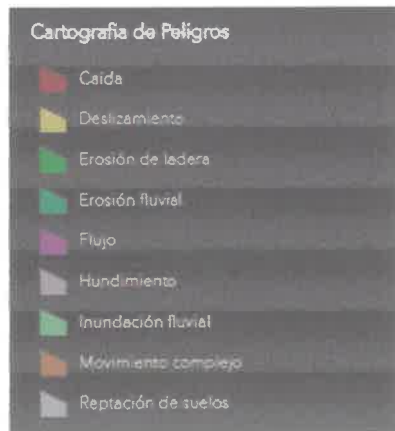 Cartografía de Peligros
Caída
Deslizamiento
Erosión de ladera
Erosión fluvial
Flujo
Hundimiento
Inundación fluvial
Movimiento complejo
Reptación de suelos